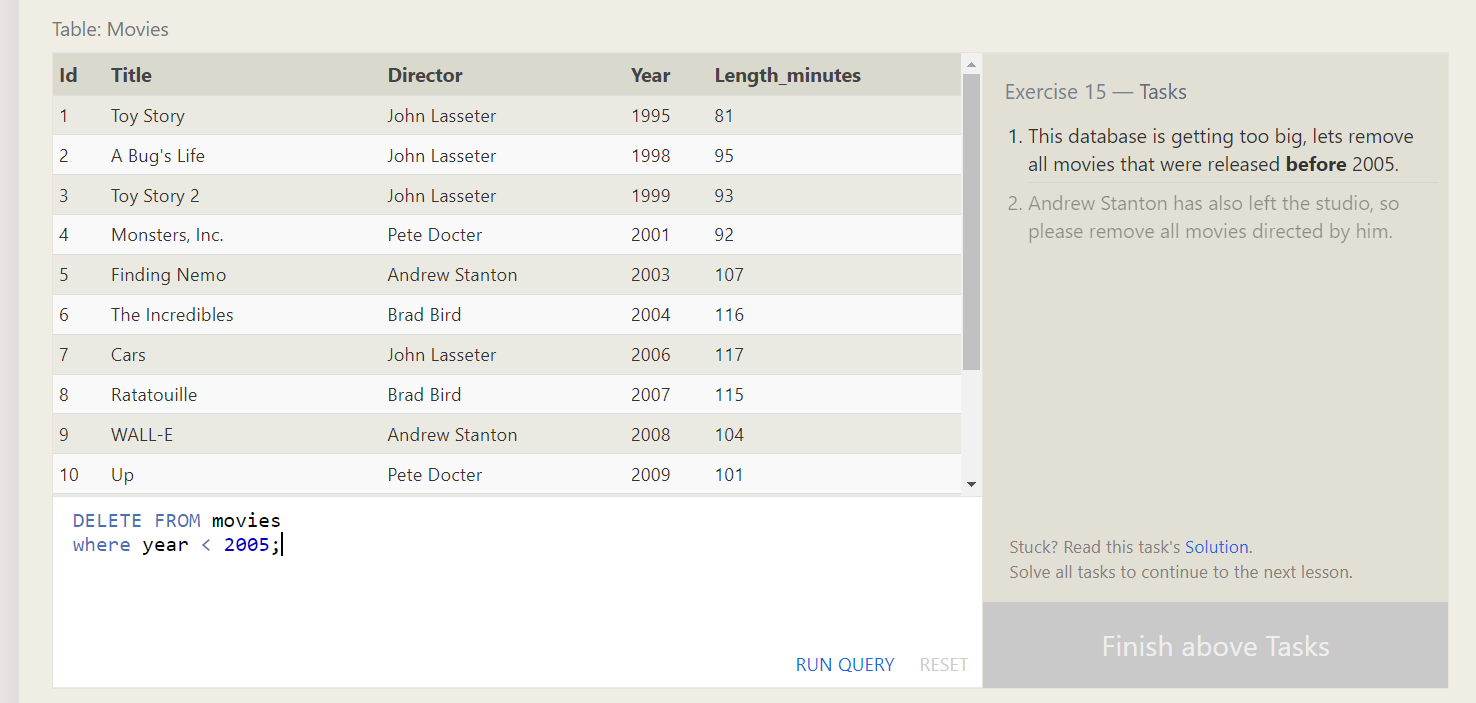 Table: Movies
Id Title Director Year Length_minutes
1 Toy Story John Lasseter 1995 81
2 A Bug's Life John Lasseter 1998 95
3 Toy Story 2 John Lasseter 1999 93
4 Monsters, Inc. Pete Docter 2001 92
5 Finding Nemo Andrew Stanton 2003 107
6 The Incredibles Brad Bird 2004 116
7 Cars John Lasseter 2006 117
8 Ratatouille Brad Bird 2007 115
9 WALL-E Andrew Stanton 2008 104
10 Up Pete Docter 2009 101
DELETE FROM movies
where year < 2005;
RUN QUERY RESET
Exercise 15 — Tasks
1. This database is getting too big, lets remove
all movies that were released before 2005.
2. Andrew Stanton has also left the studio, so
please remove all movies directed by him.
Stuck? Read this task's Solution.
Solve all tasks to continue to the next lesson.
Finish above Tasks